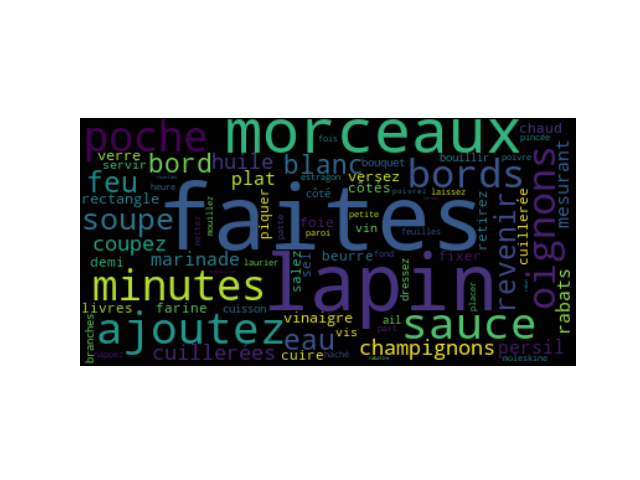 poche
morceaux
fois
chaud
pincée
verre
servir
bord
huile
blanc
bouquet
bouillir
poivre
feu
plat
versez
bords
rectangle
estragon
côté
côtés
poivrez
laissez
cuillerée
mesurant
oignons
soupe
faites
piquer
patte
foie
petite
vin
feuilles
retirez
revenir
coupez
mouillez
paroi
demi
marinade
laurier
salez
sel
beurre
fond
dressez
fixer
minutes
lapin
placer
rabats
livres
farine
cuisson
vinaigre
ail
sauce
vis
part
ajoutez
eau
branches
nappez
cuillerées
cuire
haché
champignons
persil
moleskine